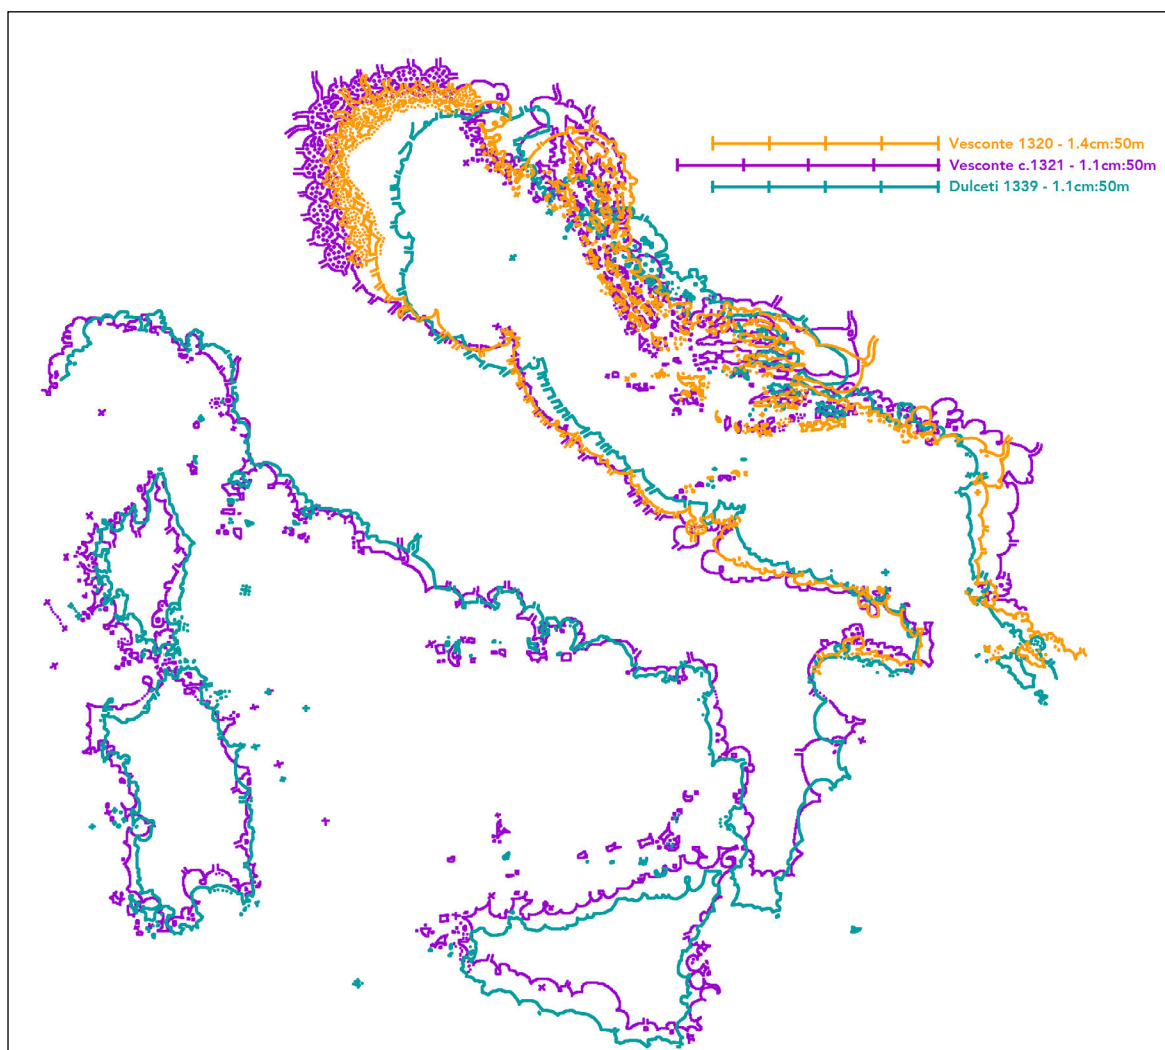 Vesconte 1320 - 1.4cm:50m
Vesconte c.1321 - 1.1cm:50m
Dulceti 1339 - 1.1cm:50m